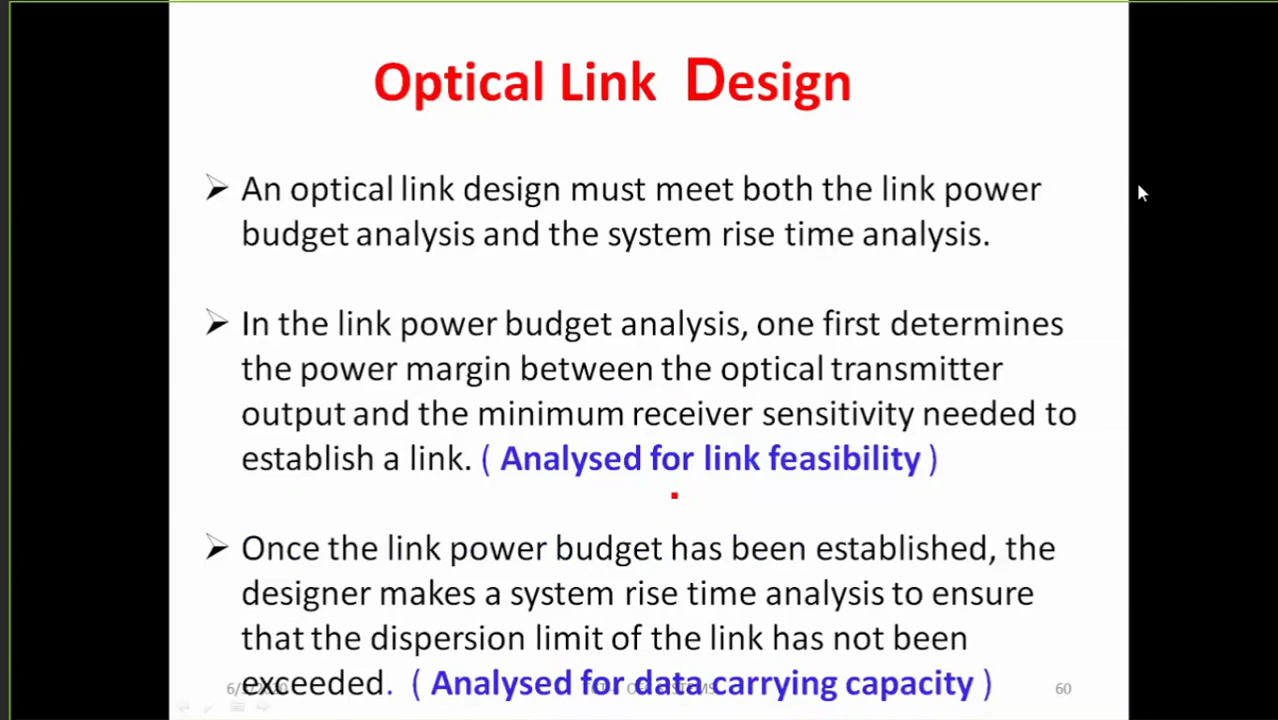 Optical Link Design
➢ An optical link design must meet both the link power
budget analysis and the system rise time analysis.
➢ In the link power budget analysis, one first determines
the power margin between the optical transmitter
output and the minimum receiver sensitivity needed to
establish a link. ( Analysed for link feasibility )
➢ Once the link power budget has been established, the
designer makes a system rise time analysis to ensure
that the dispersion limit of the link has not been
exceeded. ( Analysed for data carrying capacity )
60